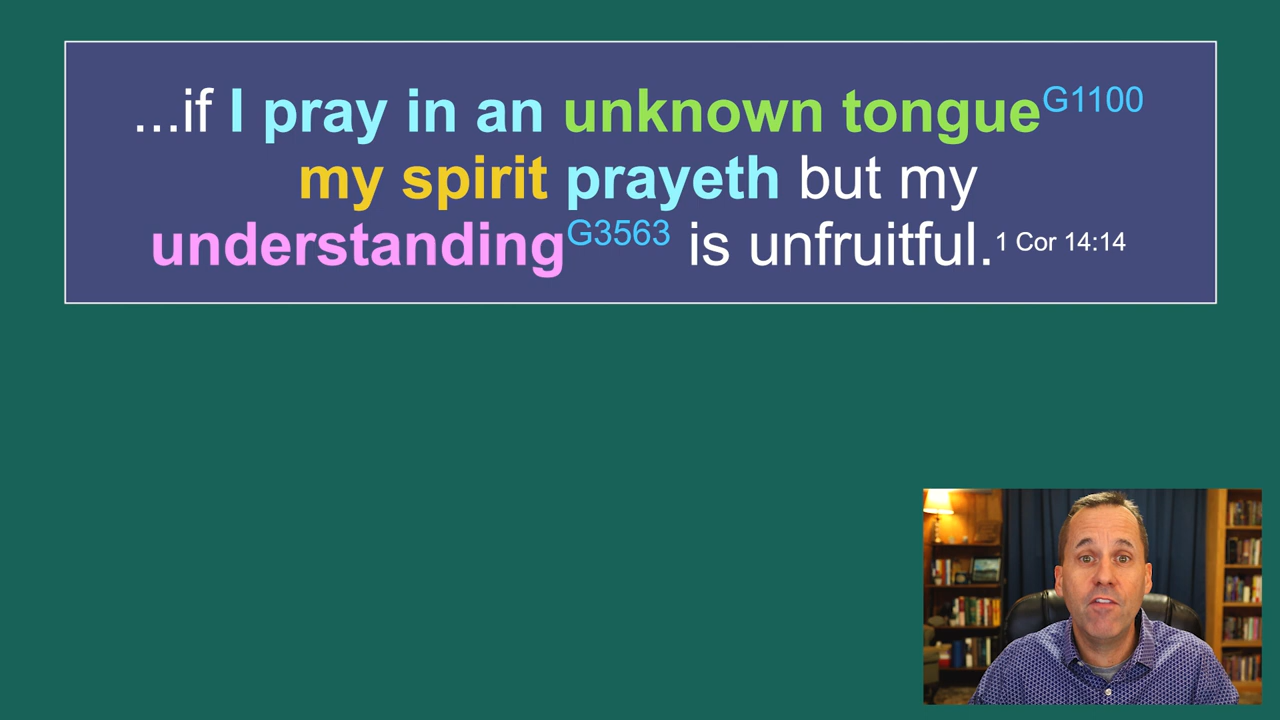 ...if I pray in an unknown tongueG1100
my spirit prayeth but my
understandingG3563 is unfruitful.1 Cor 14:14